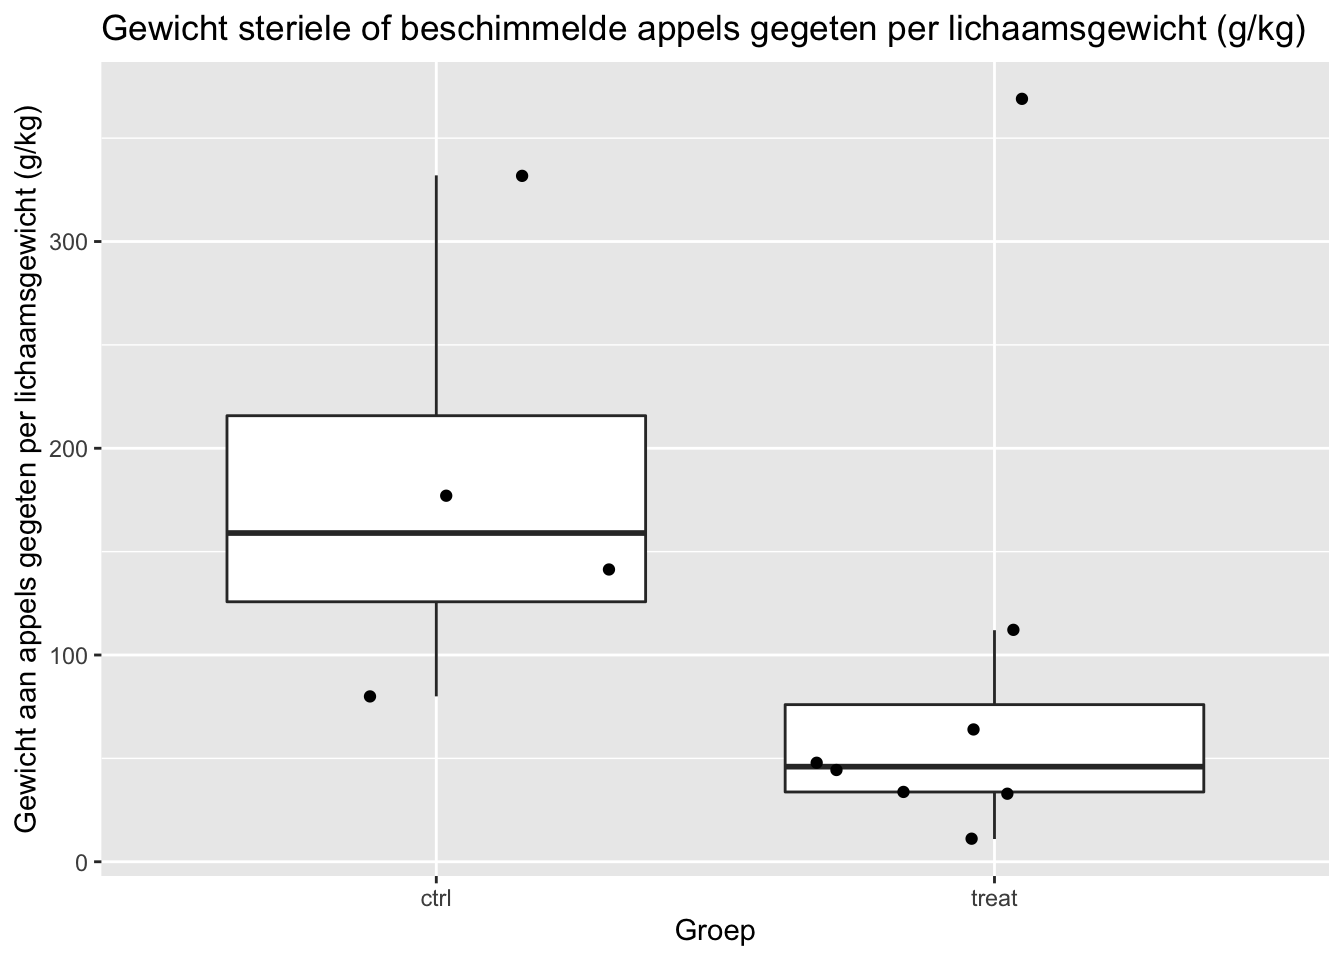 Gewicht steriele of beschimmelde appels gegeten per lichaamsgewicht (g/kg)
Gewicht aan appels gegeten per lichaamsgewicht (g/kg)
300
200
100
0
ctrl treat
Groep